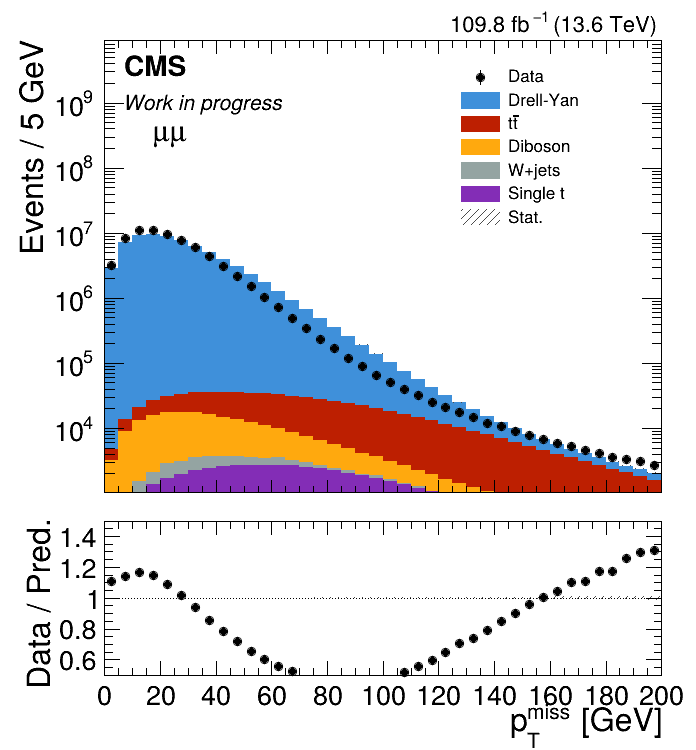 109.8 fb⁻¹ (13.6 TeV)
CMS
Work in progress
μμ
Data
Drell-Yan
tt̄
Diboson
W+jets
Single t
Stat.
Events / 5 GeV
10⁹
10⁸
10⁷
10⁶
10⁵
10⁴
Data / Pred.
1.4
1.2
1
0.8
0.6
0 20 40 60 80 100 120 140 160 180 200
p_T^miss [GeV]